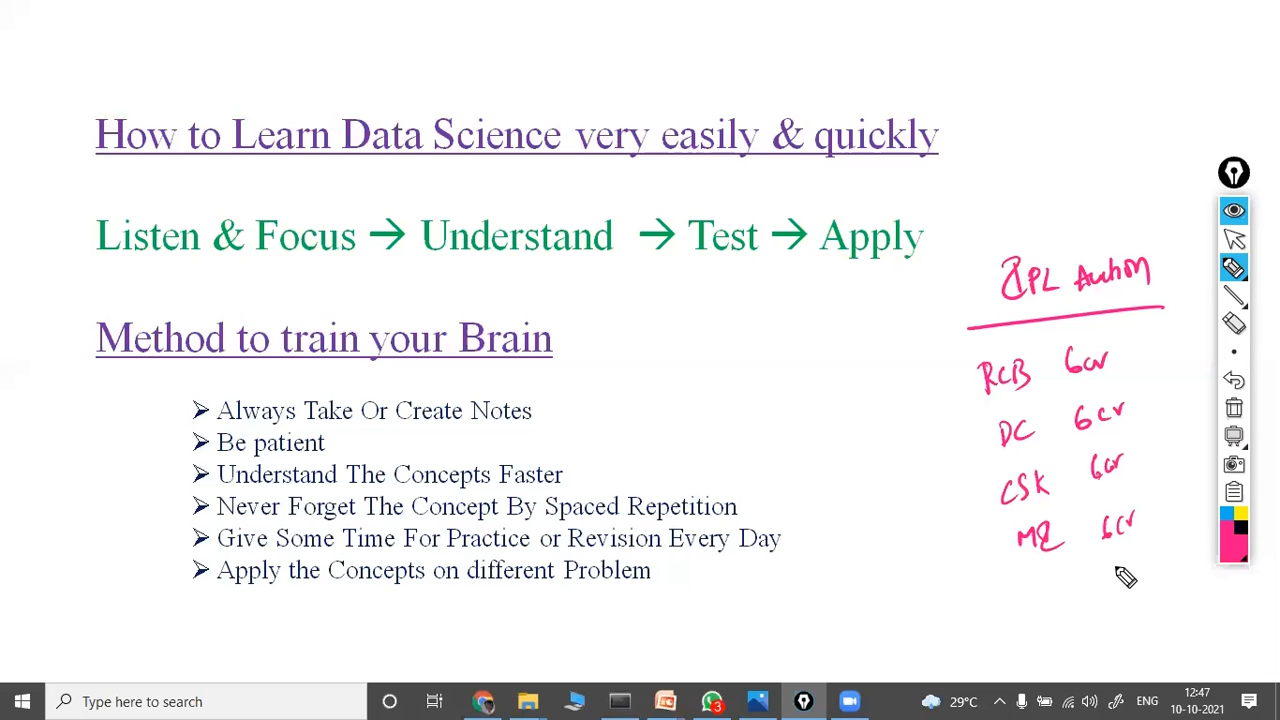 How to Learn Data Science very easily & quickly
Listen & Focus → Understand → Test → Apply
IPL Auction
Method to train your Brain
RCB 6cr
➢ Always Take Or Create Notes
DC 6cr
➢ Be patient
➢ Understand The Concepts Faster
CSK 6cr
➢ Never Forget The Concept By Spaced Repetition
➢ Give Some Time For Practice or Revision Every Day
MI 6cr
➢ Apply the Concepts on different Problem
Type here to search
3
29°C
ENG
12:47
10-10-2021